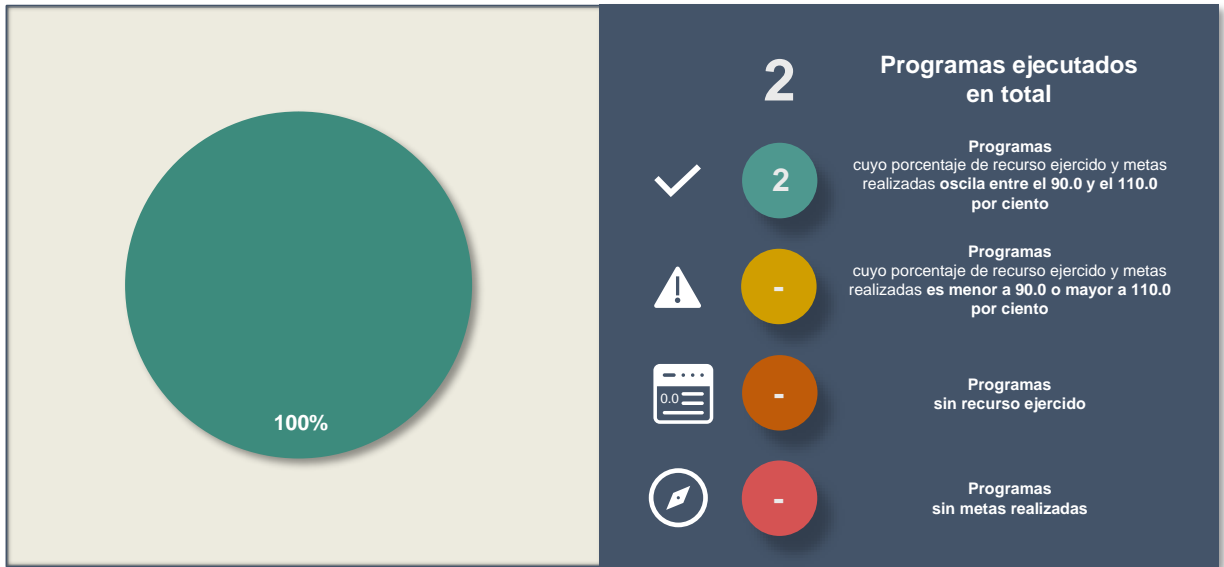 100%
2
Programas ejecutados
en total
2
Programas
cuyo porcentaje de recurso ejercido y metas
realizadas oscila entre el 90.0 y el 110.0
por ciento
-
Programas
cuyo porcentaje de recurso ejercido y metas
realizadas es menor a 90.0 o mayor a 110.0
por ciento
0.0
-
Programas
sin recurso ejercido
-
Programas
sin metas realizadas